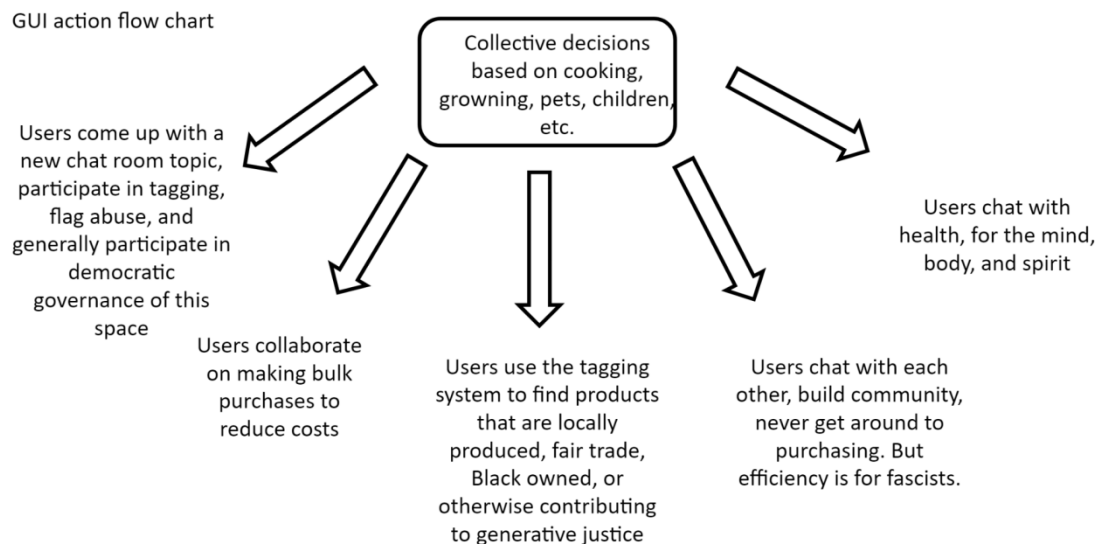 GUI action flow chart
Collective decisions
based on cooking,
growning, pets, children,
etc.
Users come up with a
new chat room topic,
participate in tagging,
flag abuse, and
generally participate in
democratic
governance of this
space
Users collaborate
on making bulk
purchases to
reduce costs
Users use the tagging
system to find products
that are locally
produced, fair trade,
Black owned, or
otherwise contributing
to generative justice
Users chat with each
other, build community,
never get around to
purchasing. But
efficiency is for fascists.
Users chat with
health, for the mind,
body, and spirit